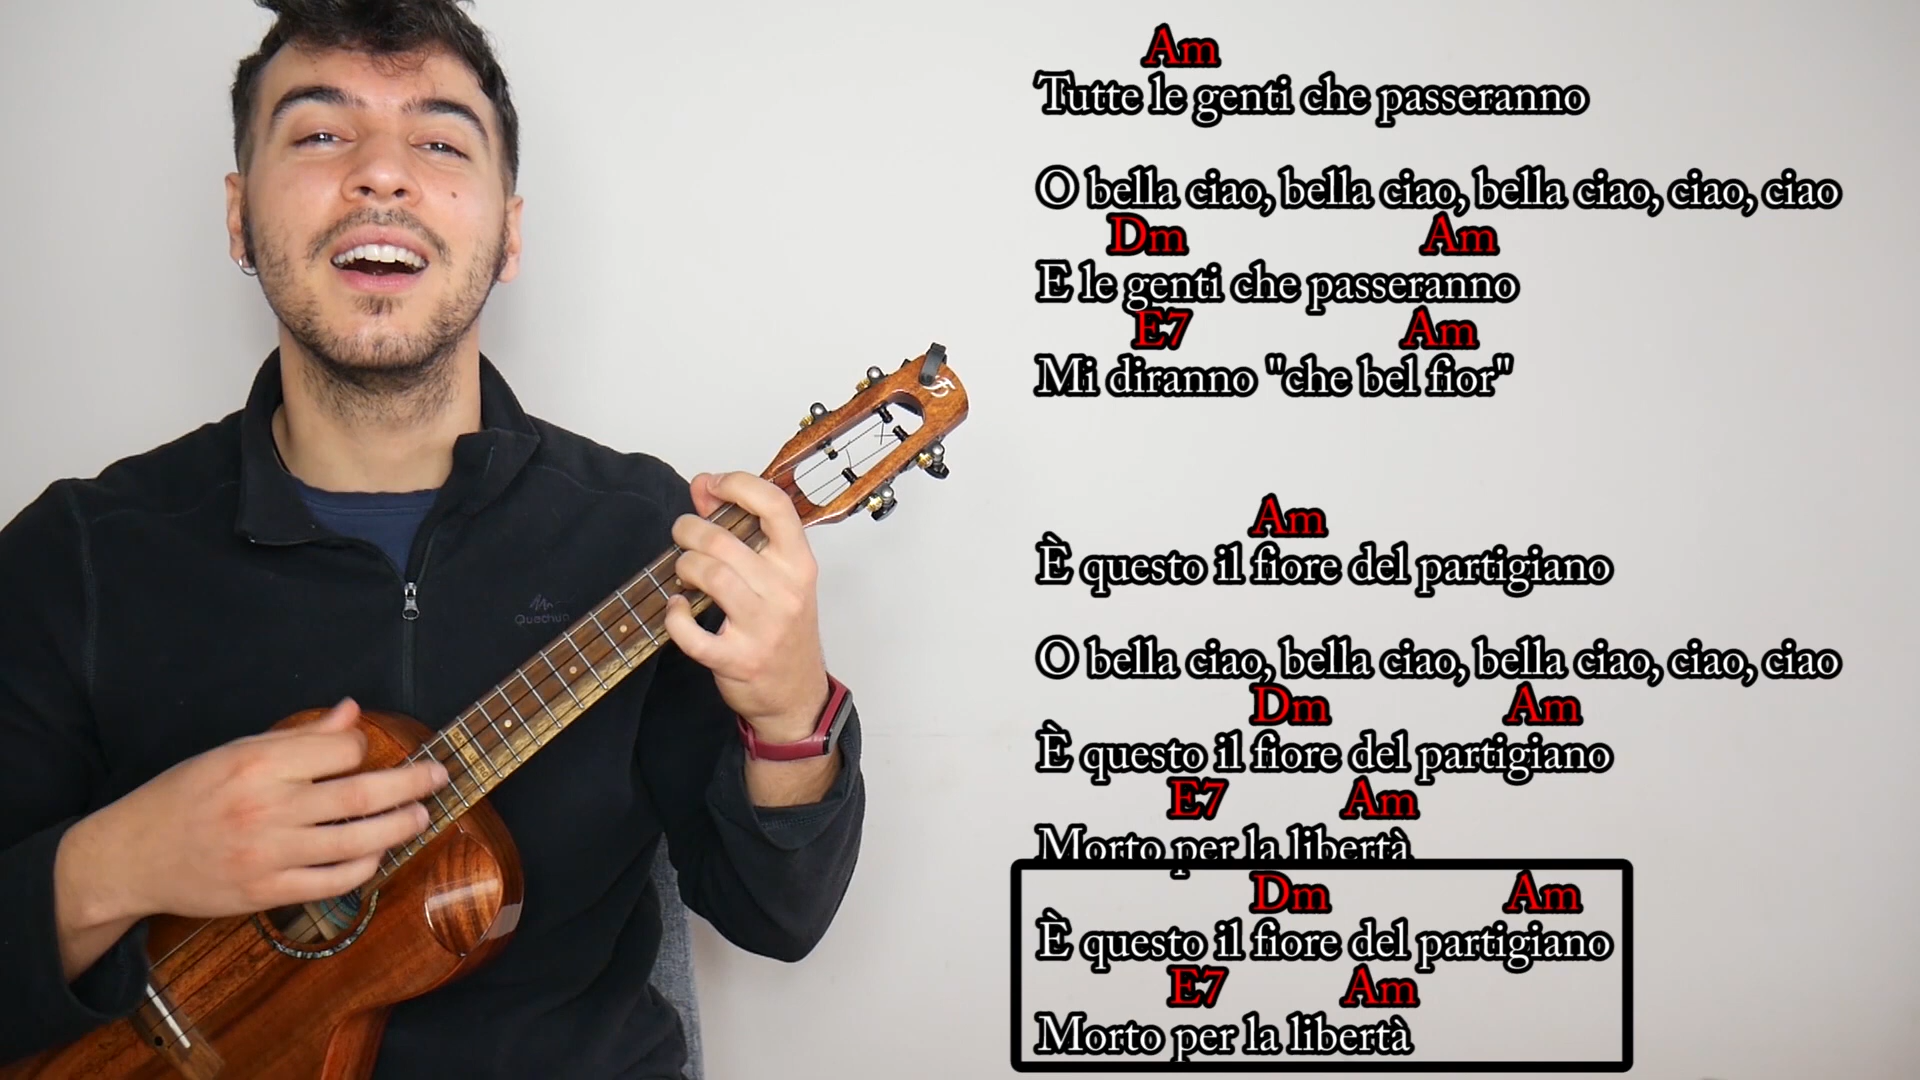 Am
Tutte le genti che passeranno
O bella ciao, bella ciao, bella ciao, ciao, ciao
Dm Am
E le genti che passeranno
E7 Am
Mi diranno "che bel fior"
Am
È questo il fiore del partigiano
O bella ciao, bella ciao, bella ciao, ciao, ciao
Dm Am
È questo il fiore del partigiano
E7 Am
Morto per la libertà
Dm Am
È questo il fiore del partigiano
E7 Am
Morto per la libertà
Quechua